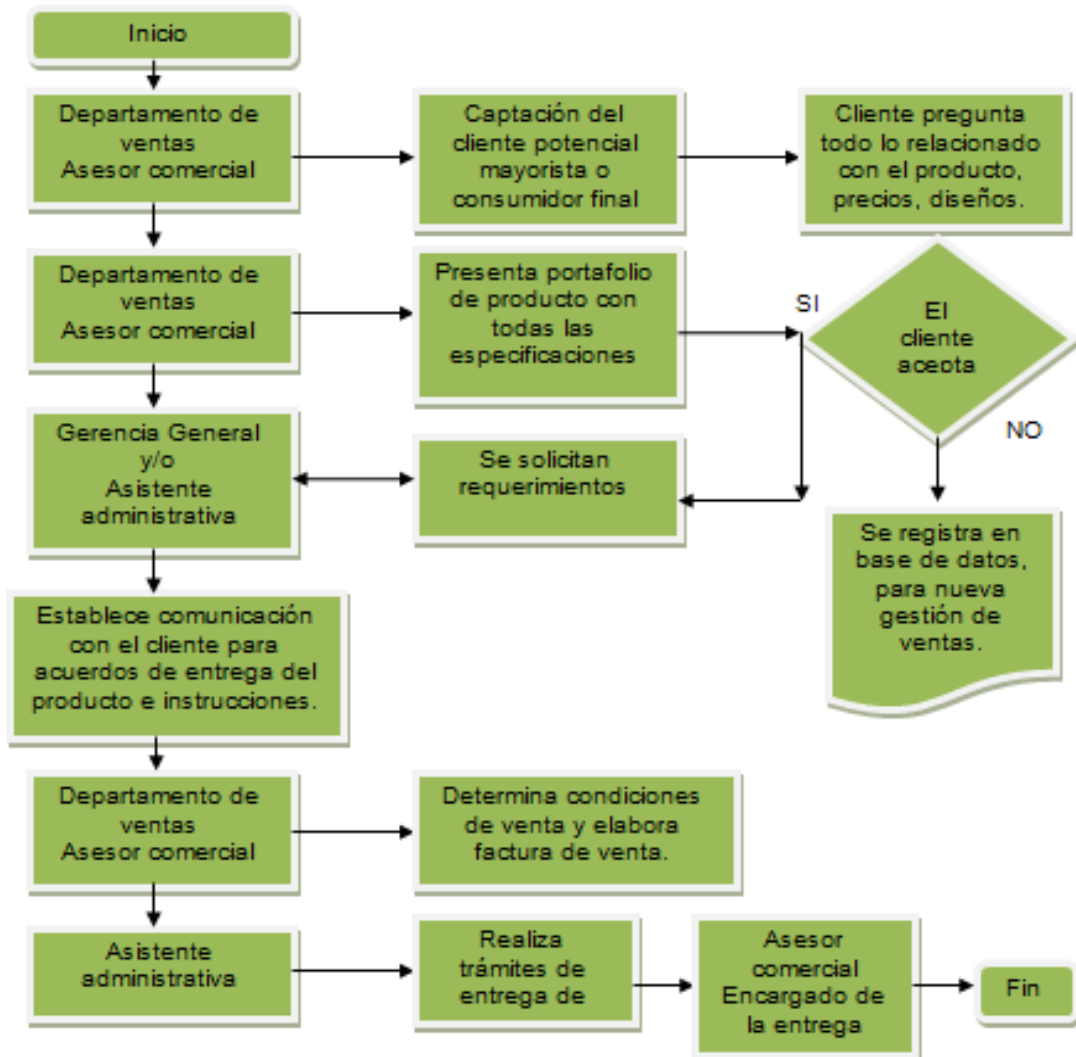 Inicio
Departamento de
ventas
Asesor comercial
Captación del
cliente potencial
mayorista o
consumidor final
Cliente pregunta
todo lo relacionado
con el producto,
precios, diseños.
Departamento de
ventas
Asesor comercial
Presenta portafolio
de producto con
todas las
especificaciones
SI
El
cliente
acepta
NO
Gerencia General
y/o
Asistente
administrativa
Se solicitan
requerimientos
Se registra en
base de datos,
para nueva
gestión de
ventas.
Establece comunicación
con el cliente para
acuerdos de entrega del
producto e instrucciones.
Departamento de
ventas
Asesor comercial
Determina condiciones
de venta y elabora
factura de venta.
Asistente
administrativa
Realiza
trámites de
entrega de
Asesor
comercial
Encargado de
la entrega
Fin